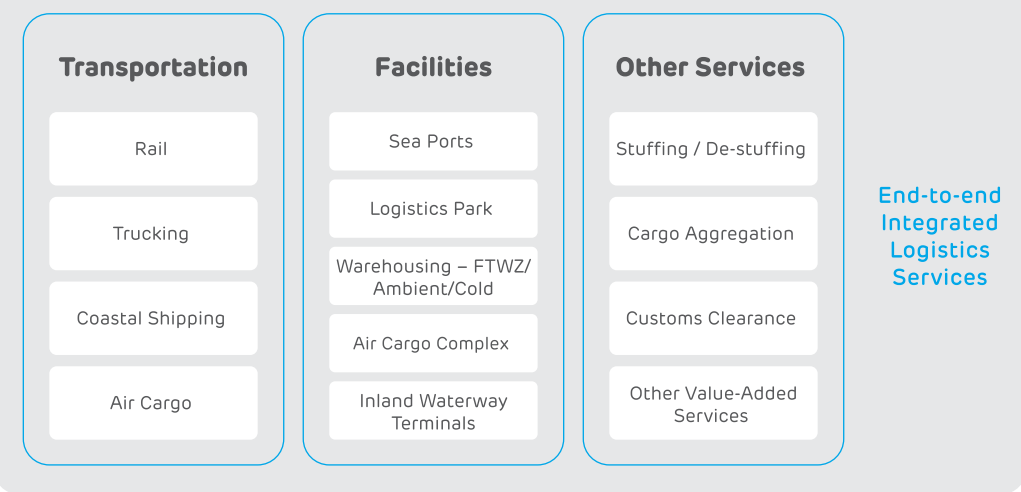 Transportation
Rail
Trucking
Coastal Shipping
Air Cargo
Facilities
Sea Ports
Logistics Park
Warehousing – FTWZ/
Ambient/Cold
Air Cargo Complex
Inland Waterway
Terminals
Other Services
Stuffing / De-stuffing
Cargo Aggregation
Customs Clearance
Other Value-Added
Services
End-to-end
Integrated
Logistics
Services